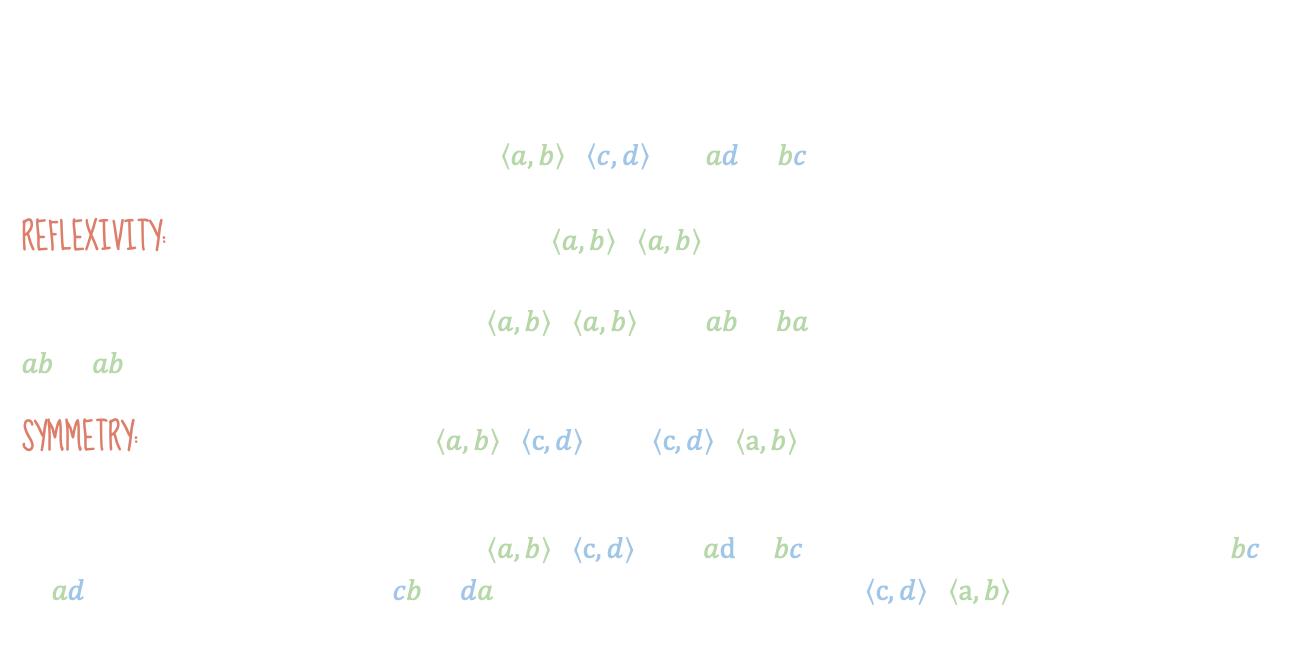 ⟨a, b⟩ ⟨c, d⟩ ad bc
REFLEXIVITY: ⟨a, b⟩ ⟨a, b⟩
⟨a, b⟩ ⟨a, b⟩ ab ba
ab ab
SYMMETRY: ⟨a, b⟩ ⟨c, d⟩ ⟨c, d⟩ ⟨a, b⟩
⟨a, b⟩ ⟨c, d⟩ ad bc bc
ad cb da ⟨c, d⟩ ⟨a, b⟩